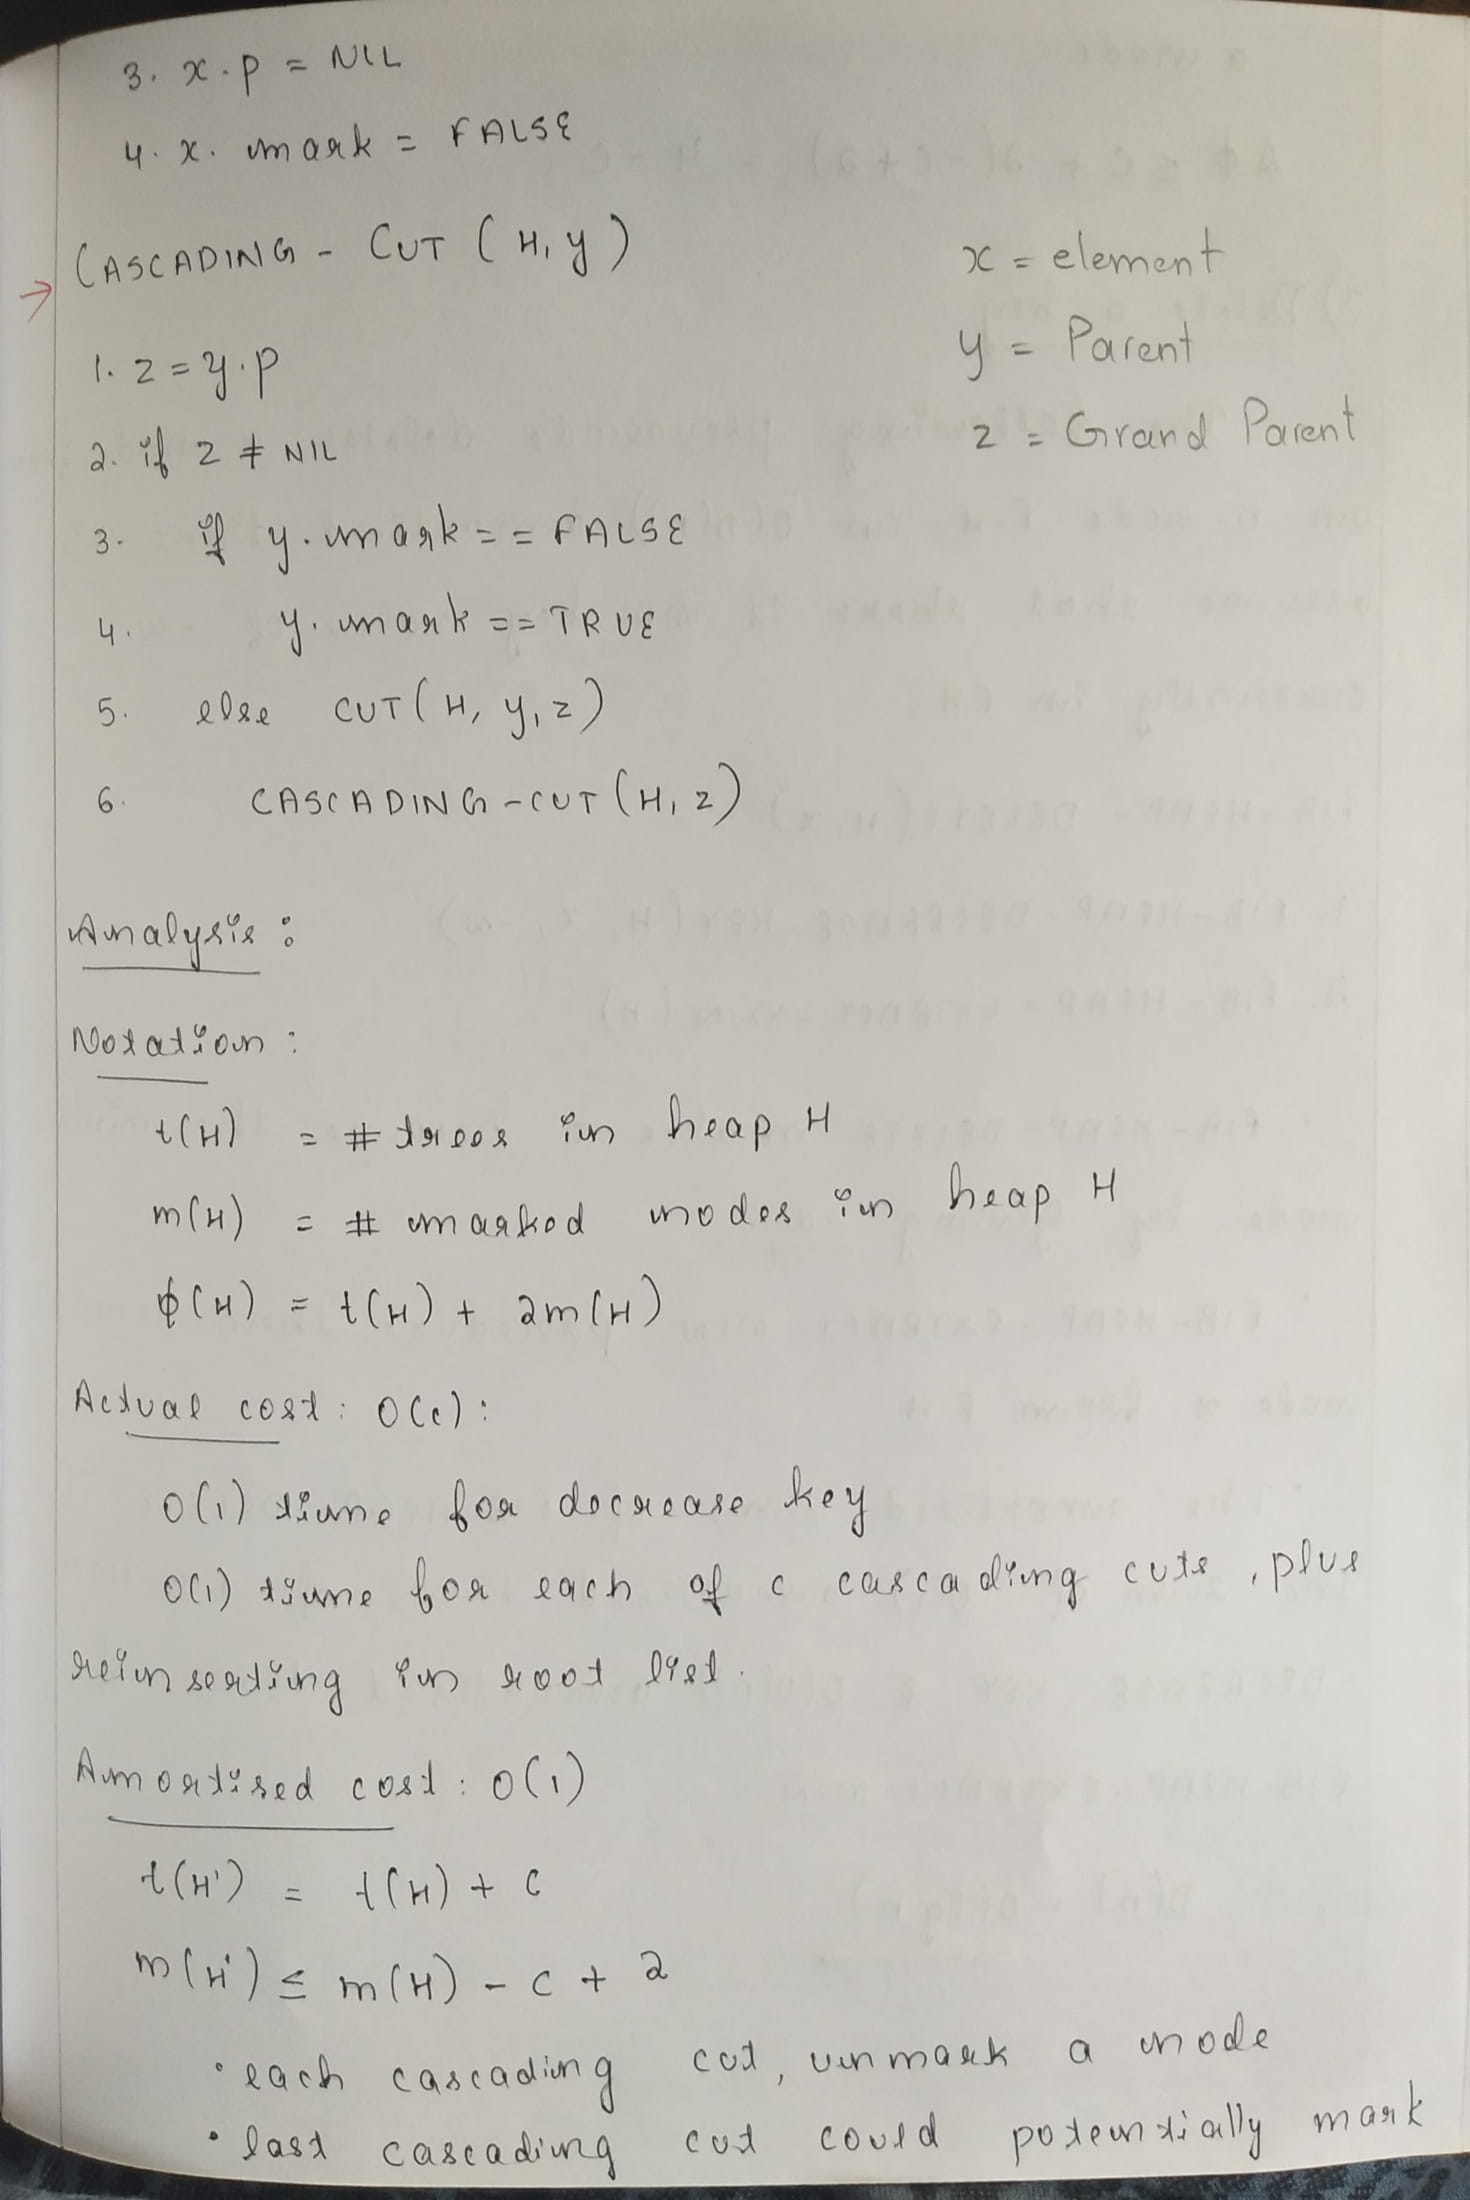 3. x.p = NIL
4. x. mark = FALSE
CASCADING - CUT (H, y)
x = element
→
y = Parent
1. z = y.p
z = Grand Parent
2. if z ≠ NIL
3. if y.mark == FALSE
4. y.mark == TRUE
5. else CUT(H, y, z)
6. CASCADING-CUT(H, z)
Analysis:
Notation:
t(H) = # trees in heap H
m(H) = # marked nodes in heap H
ϕ(H) = t(H) + 2m(H)
Actual cost: O(c):
O(1) time for decrease key
O(1) time for each of c cascading cuts, plus
reinserting in root list.
Amortised cost: O(1)
t(H') = t(H) + c
m(H') ≤ m(H) - c + 2
• each cascading cut, unmark a node
• last cascading cut could potentially mark